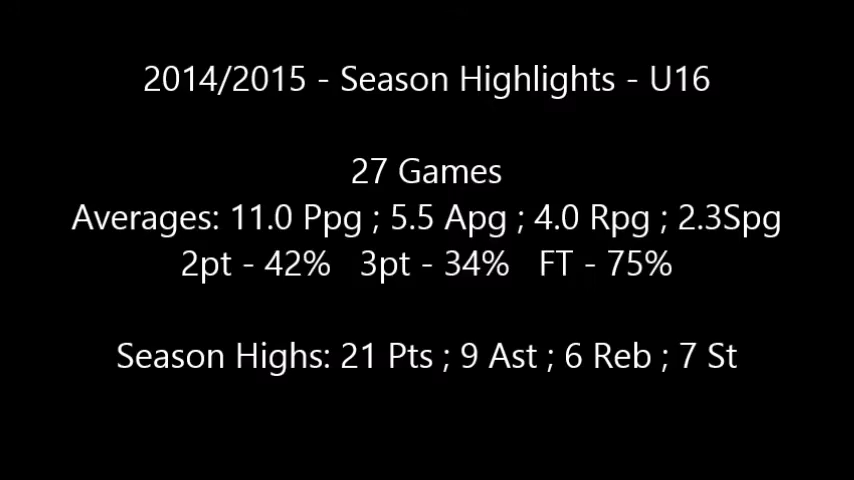 2014/2015 - Season Highlights - U16
27 Games
Averages: 11.0 Ppg ; 5.5 Apg ; 4.0 Rpg ; 2.3Spg
2pt - 42% 3pt - 34% FT - 75%
Season Highs: 21 Pts ; 9 Ast ; 6 Reb ; 7 St